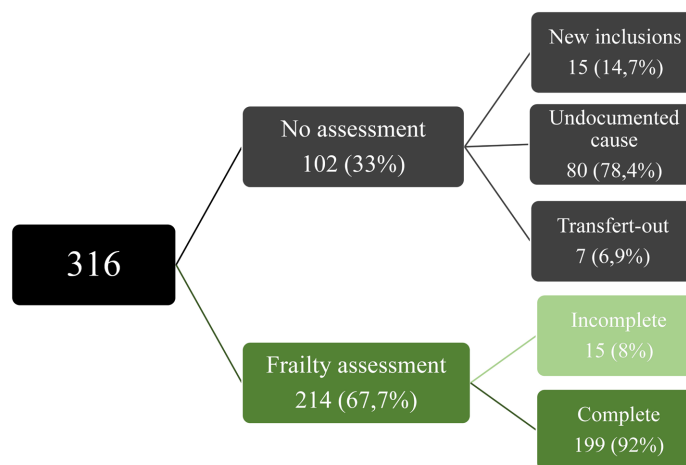 316
No assessment
102 (33%)
New inclusions
15 (14,7%)
Undocumented
cause
80 (78,4%)
Transfert-out
7 (6,9%)
Frailty assessment
214 (67,7%)
Incomplete
15 (8%)
Complete
199 (92%)